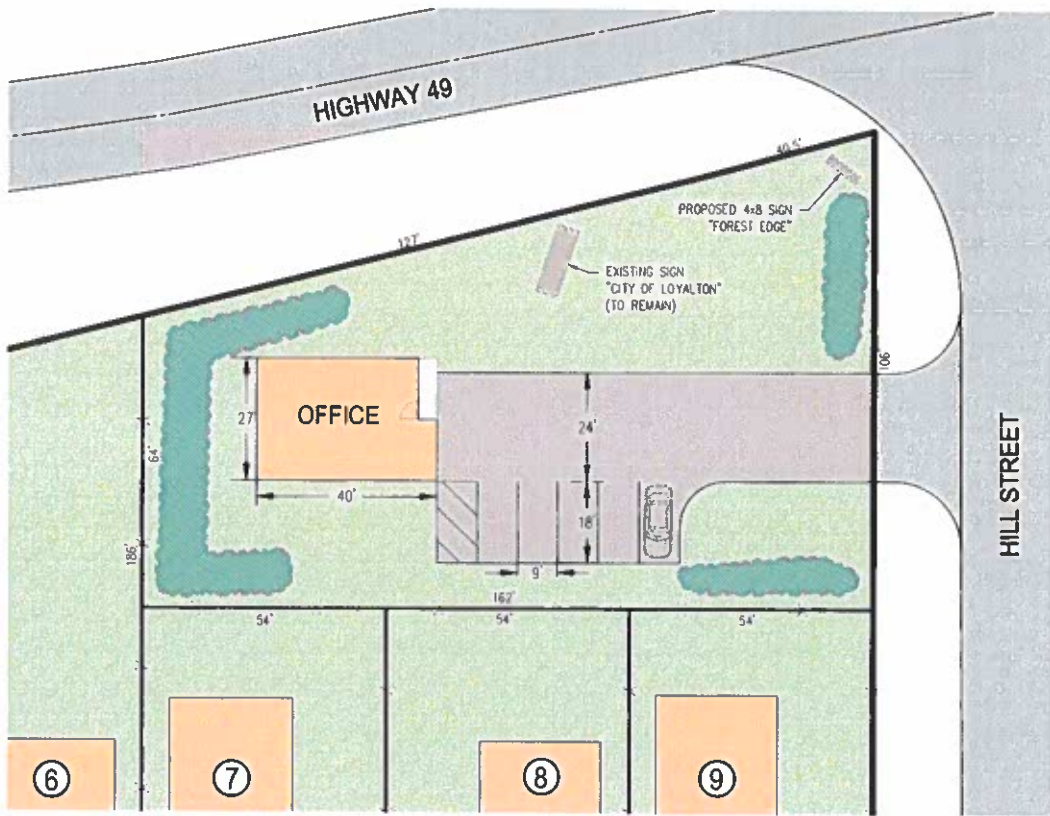 HIGHWAY 49
40.5'
PROPOSED 4x8 SIGN
"FOREST EDGE"
127'
EXISTING SIGN
"CITY OF LOYALTON"
(TO REMAIN)
106'
27'
OFFICE
24'
64'
40'
18'
HILL STREET
186'
9'
162'
54'
54'
54'
6
7
8
9